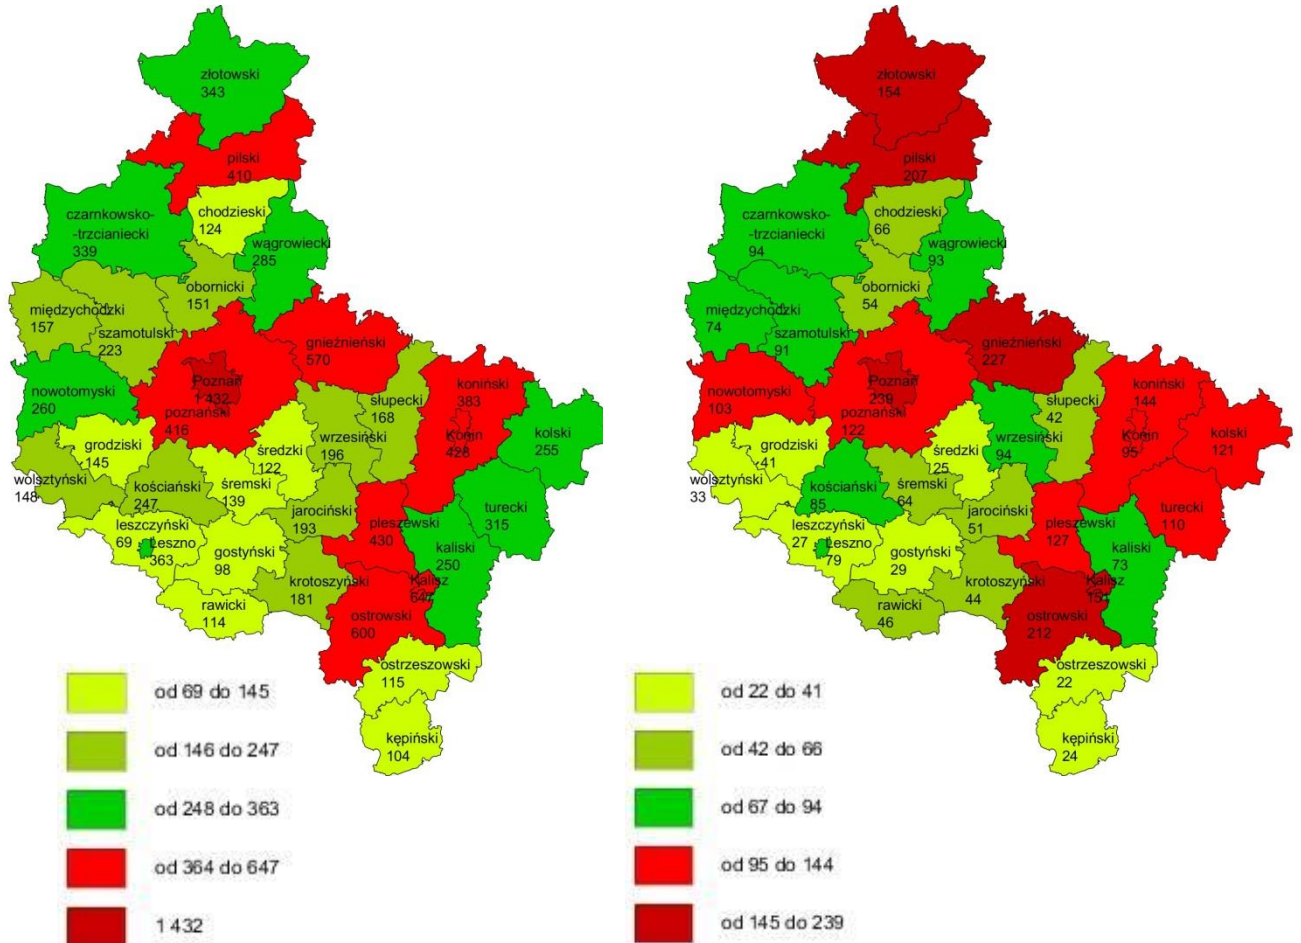 złotowski
343
pilski
410
czarnkowsko-
-trzcianiecki
339
chodzieski
124
wągrowiecki
285
obornicki
151
międzychodzki
157
szamotulski
223
gnieźnieński
570
nowotomyski
260
Poznań
1 432
poznański
416
słupecki
168
koniński
383
Konin
428
kolski
255
grodziski
145
średzki
122
wrzesiński
196
wolsztyński
148
kościański
247
śremski
139
jarociński
193
pleszewski
430
turecki
315
leszczyński
69
Leszno
363
gostyński
98
kaliski
250
krotoszyński
181
Kalisz
647
rawicki
114
ostrowski
600
ostrzeszowski
115
kępiński
104
od 69 do 145
od 146 do 247
od 248 do 363
od 364 do 647
1 432
złotowski
154
pilski
207
czarnkowsko-
-trzcianiecki
94
chodzieski
66
wągrowiecki
93
obornicki
54
międzychodzki
74
szamotulski
91
gnieźnieński
227
nowotomyski
103
Poznań
239
poznański
122
słupecki
42
koniński
144
Konin
95
kolski
121
grodziski
41
średzki
25
wrzesiński
94
wolsztyński
33
kościański
85
śremski
64
jarociński
51
pleszewski
127
turecki
110
leszczyński
27
Leszno
79
gostyński
29
kaliski
73
krotoszyński
44
Kalisz
151
rawicki
46
ostrowski
212
ostrzeszowski
22
kępiński
24
od 22 do 41
od 42 do 66
od 67 do 94
od 95 do 144
od 145 do 239